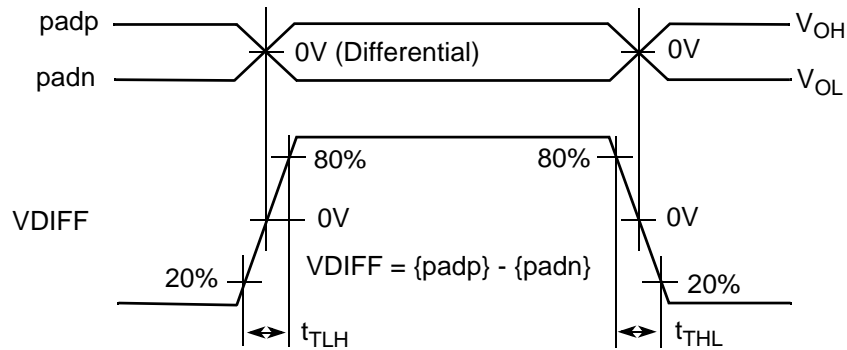 padp
V_OH
0V (Differential)
0V
padn
V_OL
80%
80%
VDIFF
0V
0V
VDIFF = {padp} - {padn}
20%
20%
t_TLH
t_THL